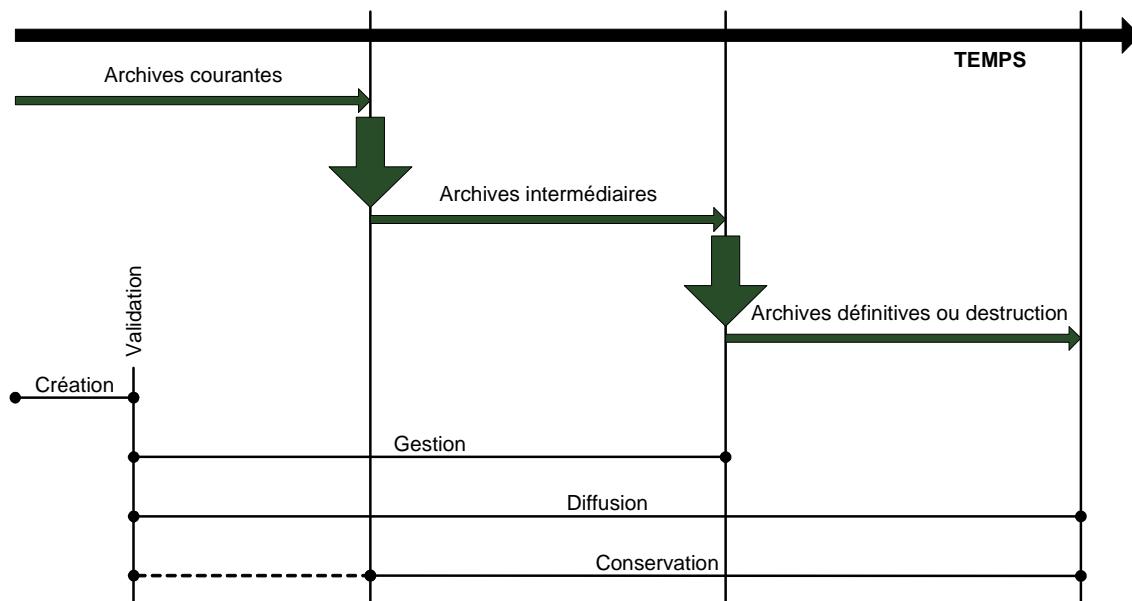 TEMPS
Archives courantes
Archives intermédiaires
Archives définitives ou destruction
Validation
Création
Gestion
Diffusion
Conservation